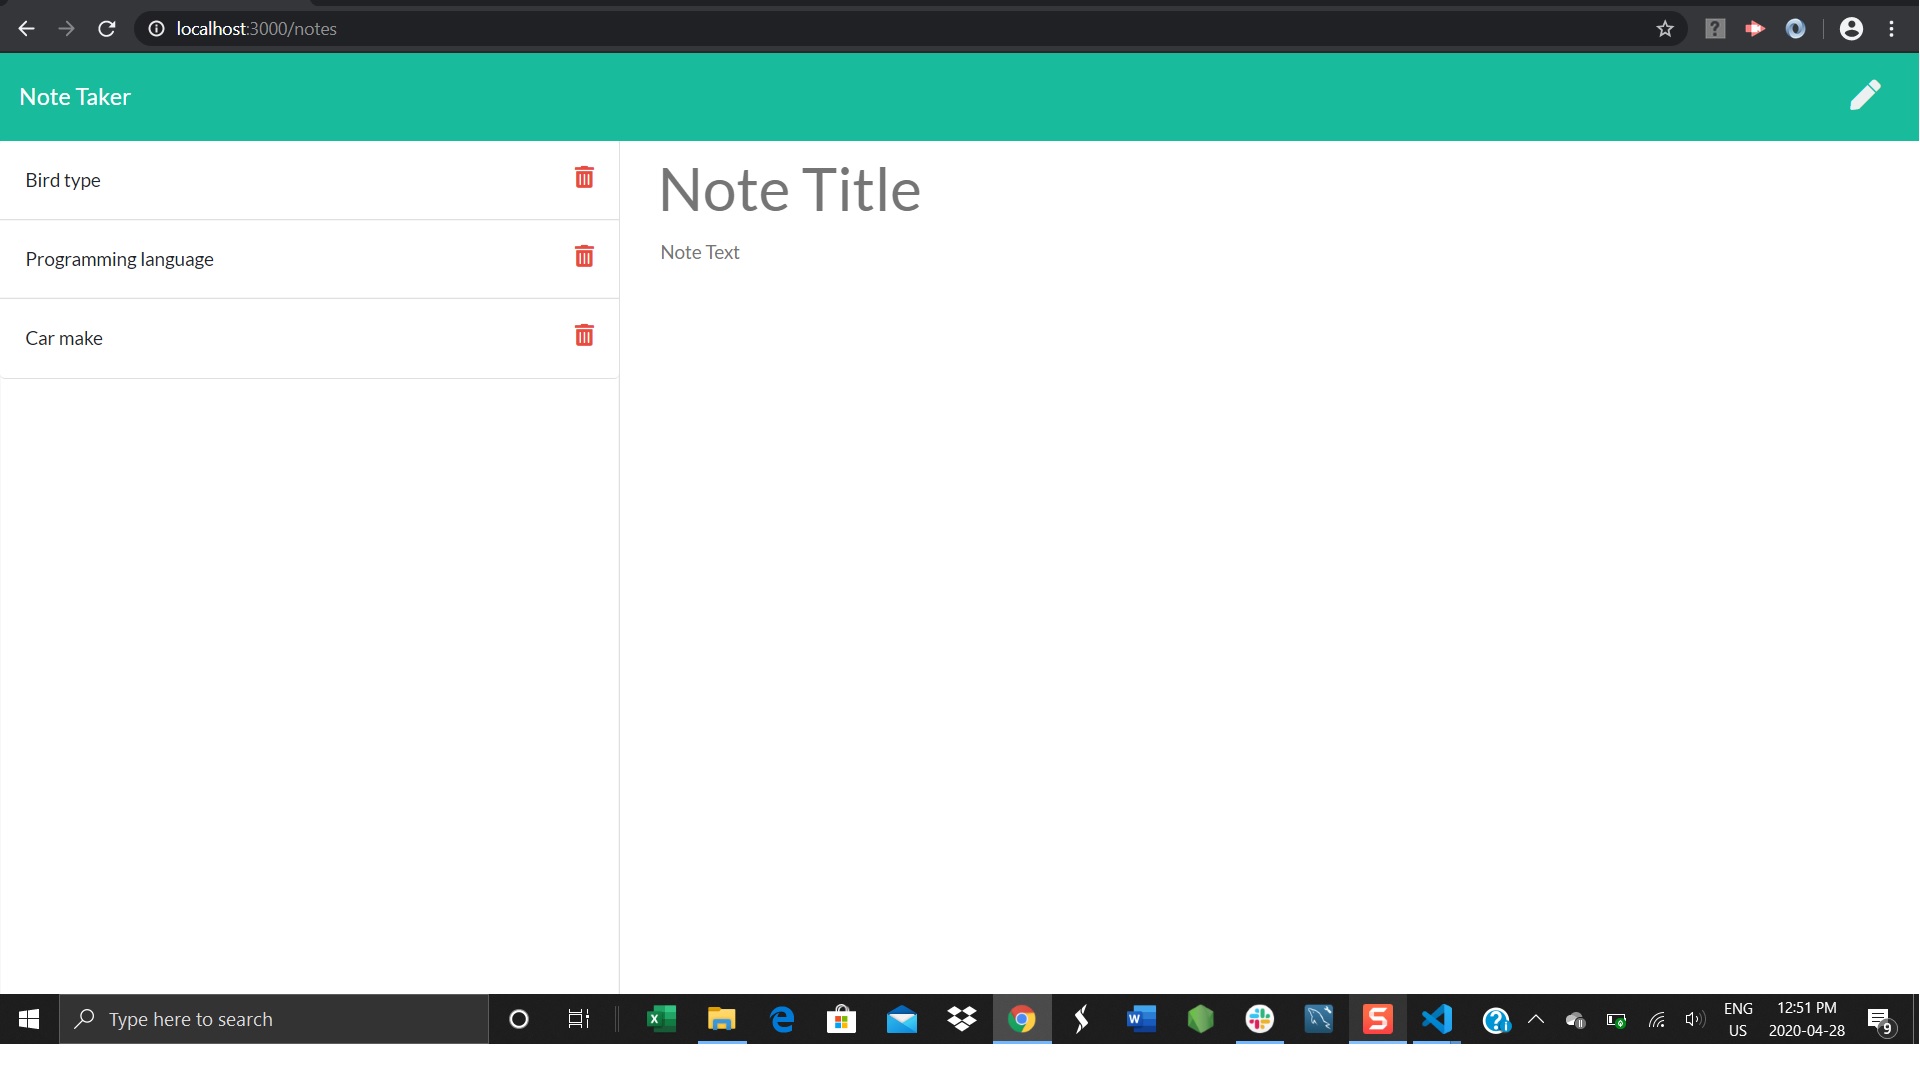 localhost:3000/notes
Note Taker
Bird type
Programming language
Car make
Note Title
Note Text
Type here to search
ENG
US
12:51 PM
2020-04-28
9